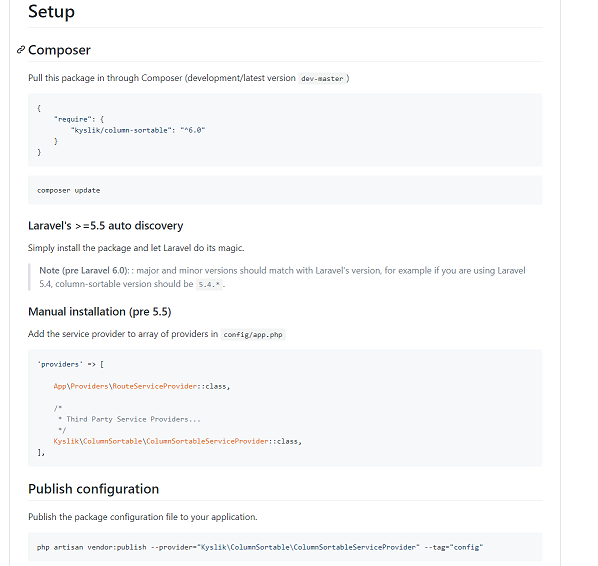 Setup
Composer
Pull this package in through Composer (development/latest version dev-master )
{
    "require": {
        "kyslik/column-sortable": "^6.0"
    }
}
composer update
Laravel's >=5.5 auto discovery
Simply install the package and let Laravel do its magic.
Note (pre Laravel 6.0): : major and minor versions should match with Laravel's version, for example if you are using Laravel
5.4, column-sortable version should be 5.4.* .
Manual installation (pre 5.5)
Add the service provider to array of providers in config/app.php
'providers' => [
    App\Providers\RouteServiceProvider::class,
    /*
     * Third Party Service Providers...
     */
    Kyslik\ColumnSortable\ColumnSortableServiceProvider::class,
],
Publish configuration
Publish the package configuration file to your application.
php artisan vendor:publish --provider="Kyslik\ColumnSortable\ColumnSortableServiceProvider" --tag="config"